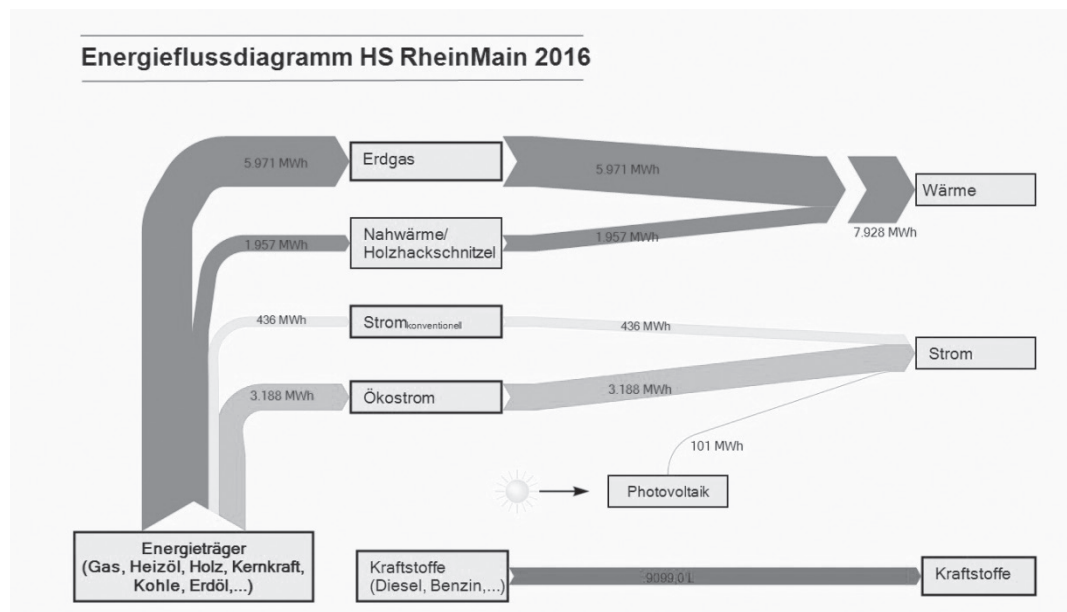 Energieflussdiagramm HS RheinMain 2016
5.971 MWh
Erdgas
5.971 MWh
Wärme
7.928 MWh
1.957 MWh
Nahwärme/
Holzhackschnitzel
1.957 MWh
436 MWh
Stromkonventionell
436 MWh
Strom
3.188 MWh
Ökostrom
3.188 MWh
101 MWh
Photovoltaik
Energieträger
(Gas, Heizöl, Holz, Kernkraft,
Kohle, Erdöl,...)
Kraftstoffe
(Diesel, Benzin,...)
9099,0 L
Kraftstoffe